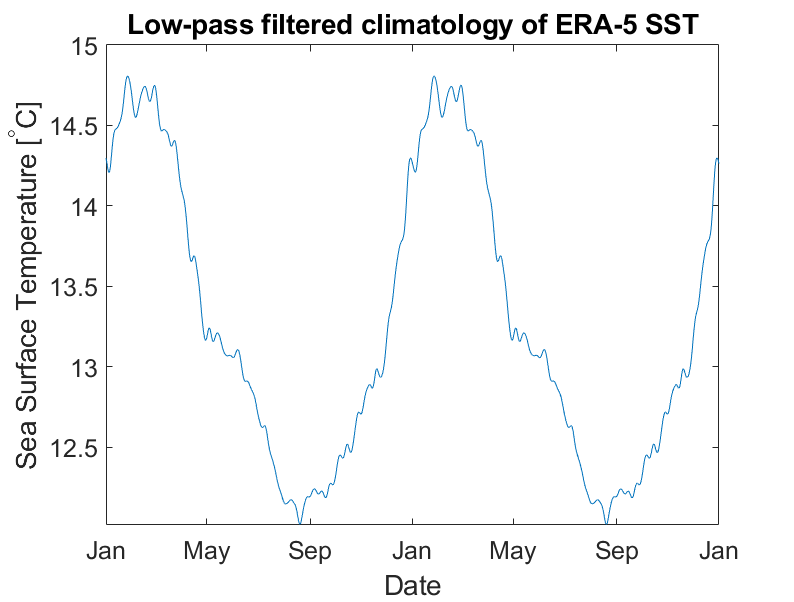 Low-pass filtered climatology of ERA-5 SST
Sea Surface Temperature [°C]
15
14.5
14
13.5
13
12.5
Jan May Sep Jan May Sep Jan
Date